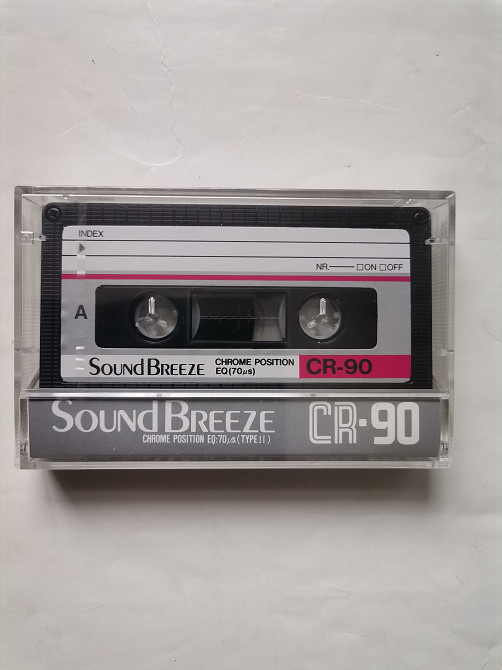 INDEX
NR. ☐ON ☐OFF
A
SOUND BREEZE CHROME POSITION EQ(70μs) CR-90
SOUND BREEZE CR-90
CHROME POSITION EQ:70μs(TYPE II)